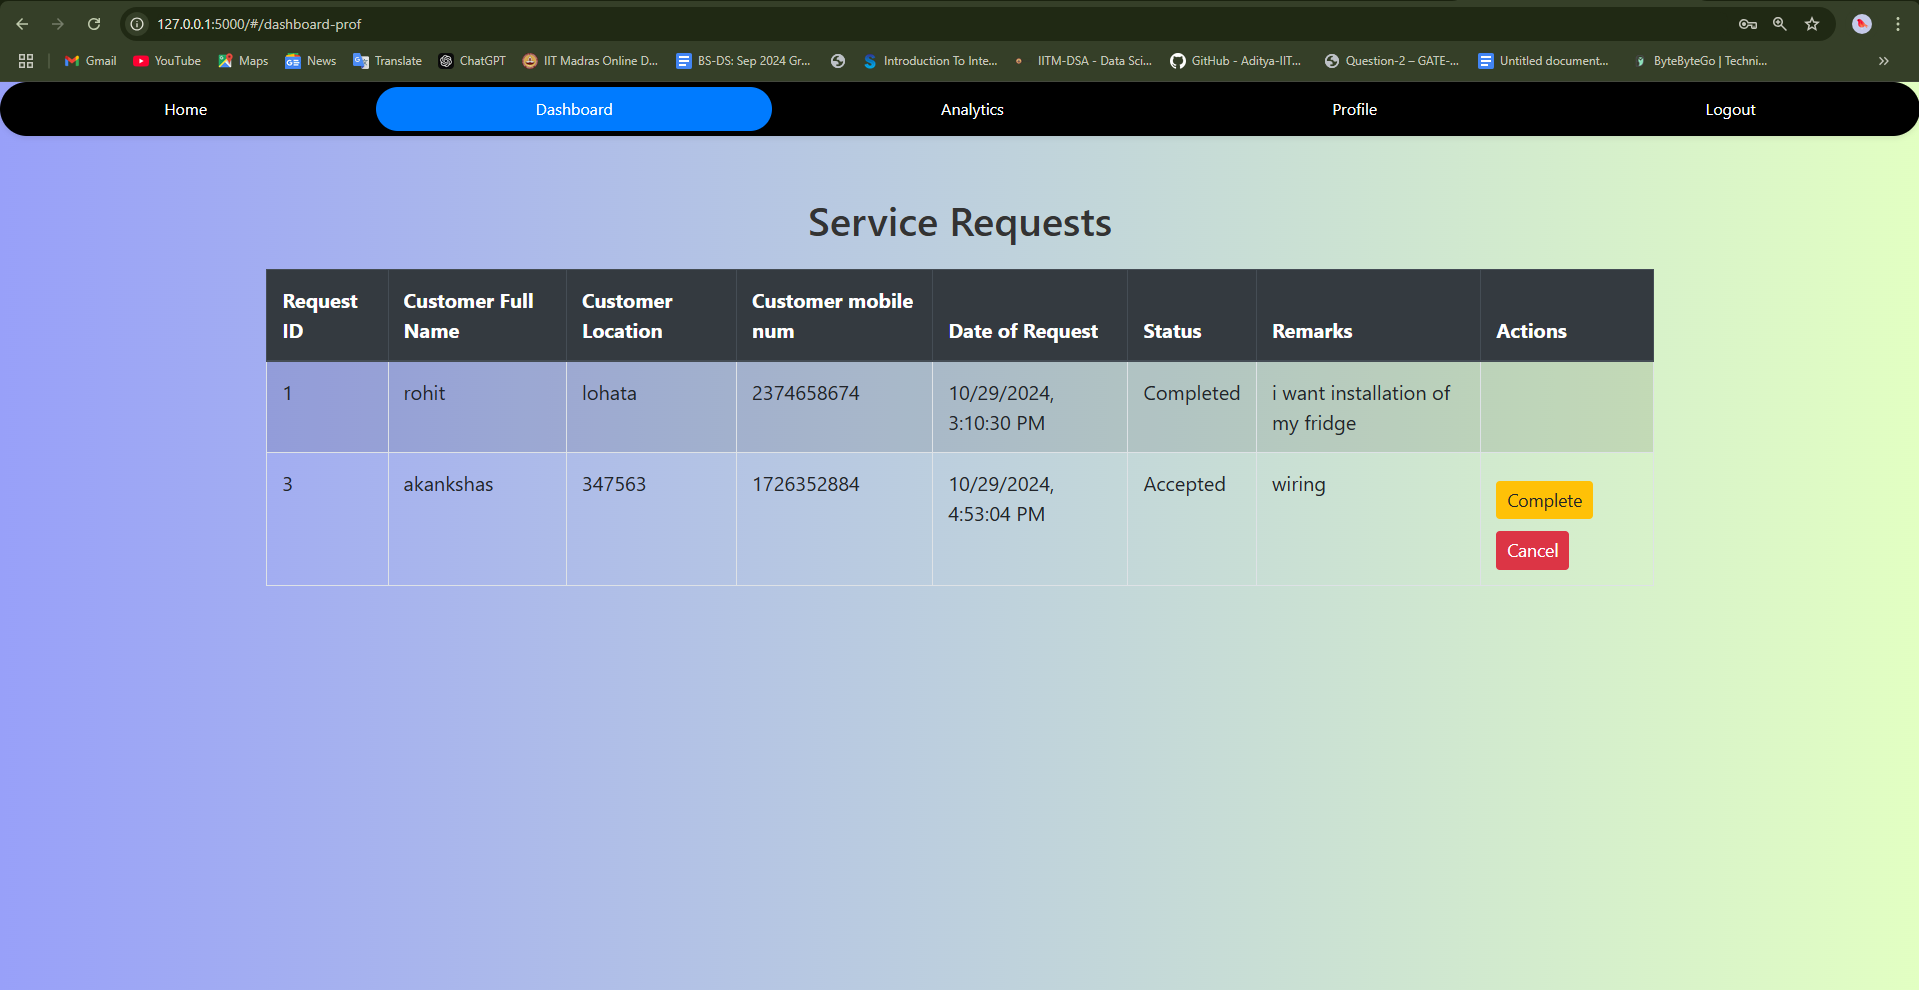 127.0.0.1:5000/#/dashboard-prof
Gmail YouTube Maps News Translate ChatGPT IIT Madras Online D... BS-DS: Sep 2024 Gr... Introduction To Inte... IITM-DSA - Data Sci... GitHub - Aditya-IIT... Question-2 – GATE-... Untitled document... ByteByteGo | Techni...
Home Dashboard Analytics Profile Logout
Service Requests
Request ID Customer Full Name Customer Location Customer mobile num Date of Request Status Remarks Actions
1 rohit lohata 2374658674 10/29/2024, 3:10:30 PM Completed i want installation of my fridge
3 akankshas 347563 1726352884 10/29/2024, 4:53:04 PM Accepted wiring Complete
Cancel